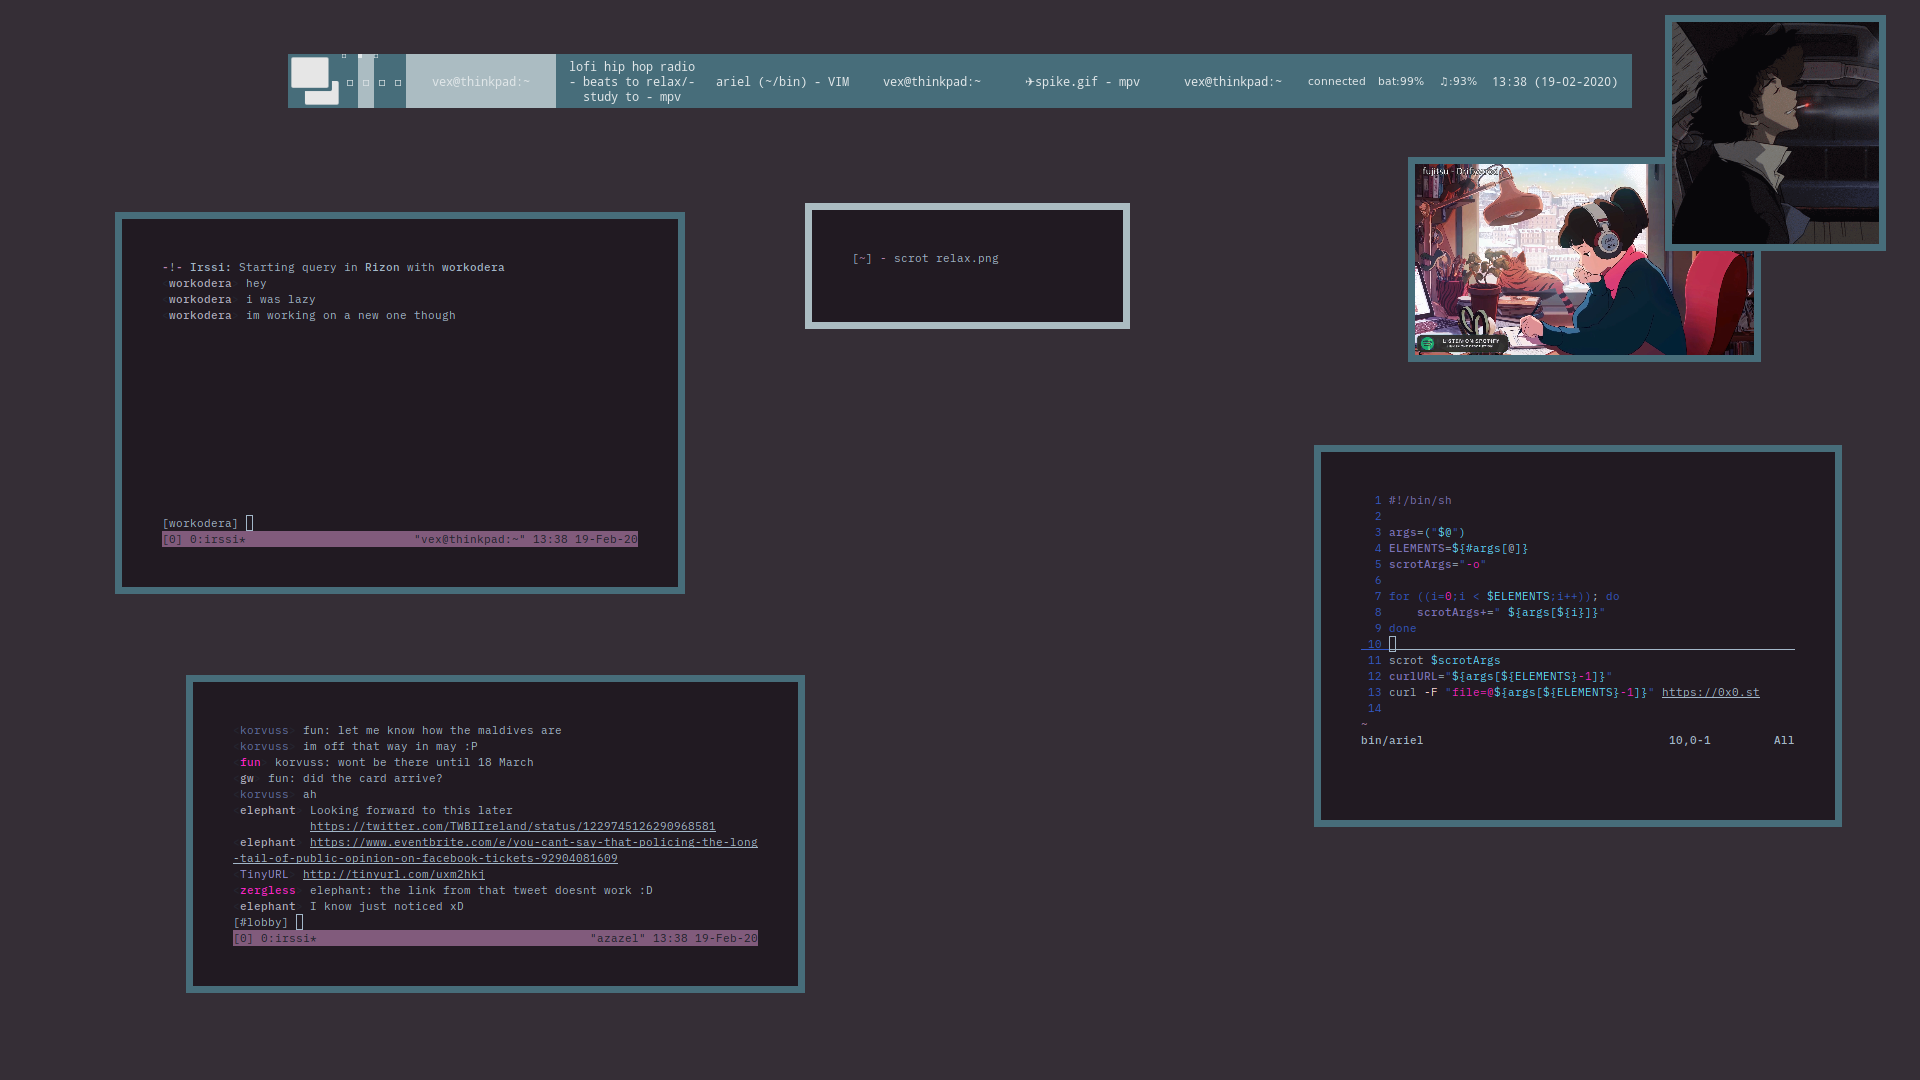 vex@thinkpad:~
lofi hip hop radio
- beats to relax/-
study to - mpv
ariel (~/bin) - VIM
vex@thinkpad:~
✈spike.gif - mpv
vex@thinkpad:~
connected
bat:99%
♫:93%
13:38 (19-02-2020)
-!- Irssi: Starting query in Rizon with workodera
workodera hey
workodera i was lazy
workodera im working on a new one though
[workodera]
[0] 0:irssi* "vex@thinkpad:~" 13:38 19-Feb-20
[~] - scrot relax.png
LISTEN ON SPOTIFY
1 #!/bin/sh
2
3 args=("$@")
4 ELEMENTS=${#args[@]}
5 scrotArgs="-o"
6
7 for ((i=0;i < $ELEMENTS;i++)); do
8     scrotArgs+=" ${args[${i}]}"
9 done
10
11 scrot $scrotArgs
12 curlURL="${args[${ELEMENTS}-1]}"
13 curl -F "file=@${args[${ELEMENTS}-1]}" https://0x0.st
14
~
bin/ariel 10,0-1 All
<korvuss> fun: let me know how the maldives are
<korvuss> im off that way in may :P
<fun> korvuss: wont be there until 18 March
<gw> fun: did the card arrive?
<korvuss> ah
<elephant> Looking forward to this later
https://twitter.com/TWBIIreland/status/1229745126290968581
<elephant> https://www.eventbrite.com/e/you-cant-say-that-policing-the-long
-tail-of-public-opinion-on-facebook-tickets-92904081609
<TinyURL> http://tinyurl.com/uxm2hkj
<zergless> elephant: the link from that tweet doesnt work :D
<elephant> I know just noticed xD
[#lobby]
[0] 0:irssi* "azazel" 13:38 19-Feb-20